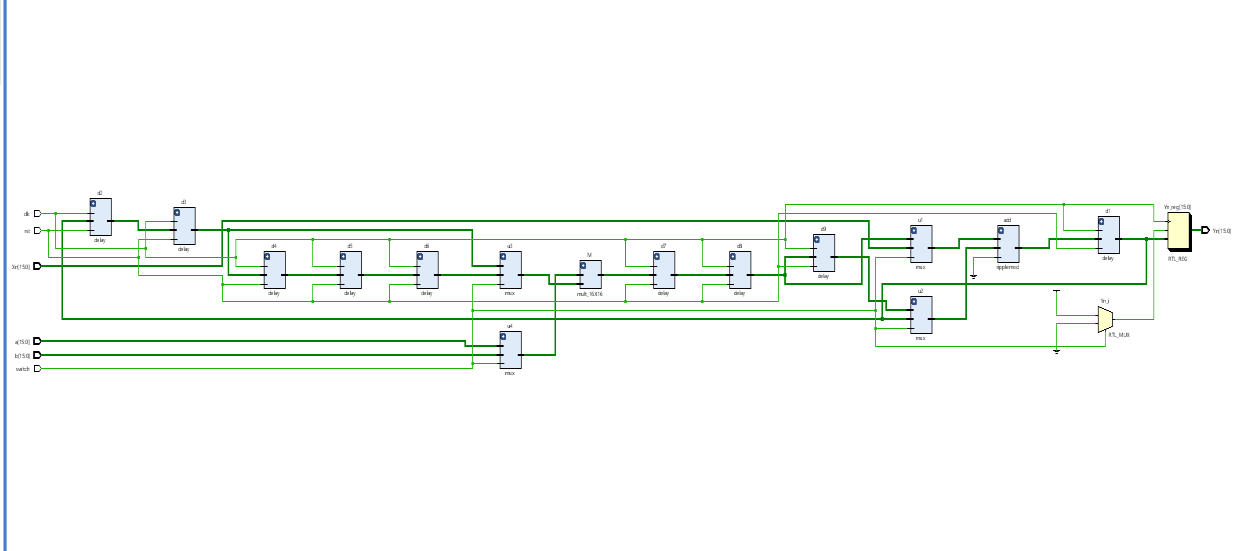 clk
rst
Xn[15:0]
a[15:0]
b[15:0]
switch
d2
delay
d3
delay
d4
delay
d5
delay
d6
delay
u3
mux
u4
mux
M
mult_16X16
d7
delay
d8
delay
d9
delay
u1
mux
u2
mux
add
ripplemod
d1
delay
Yn_i
RTL_MUX
Yn_reg[15:0]
RTL_REG
Yn[15:0]